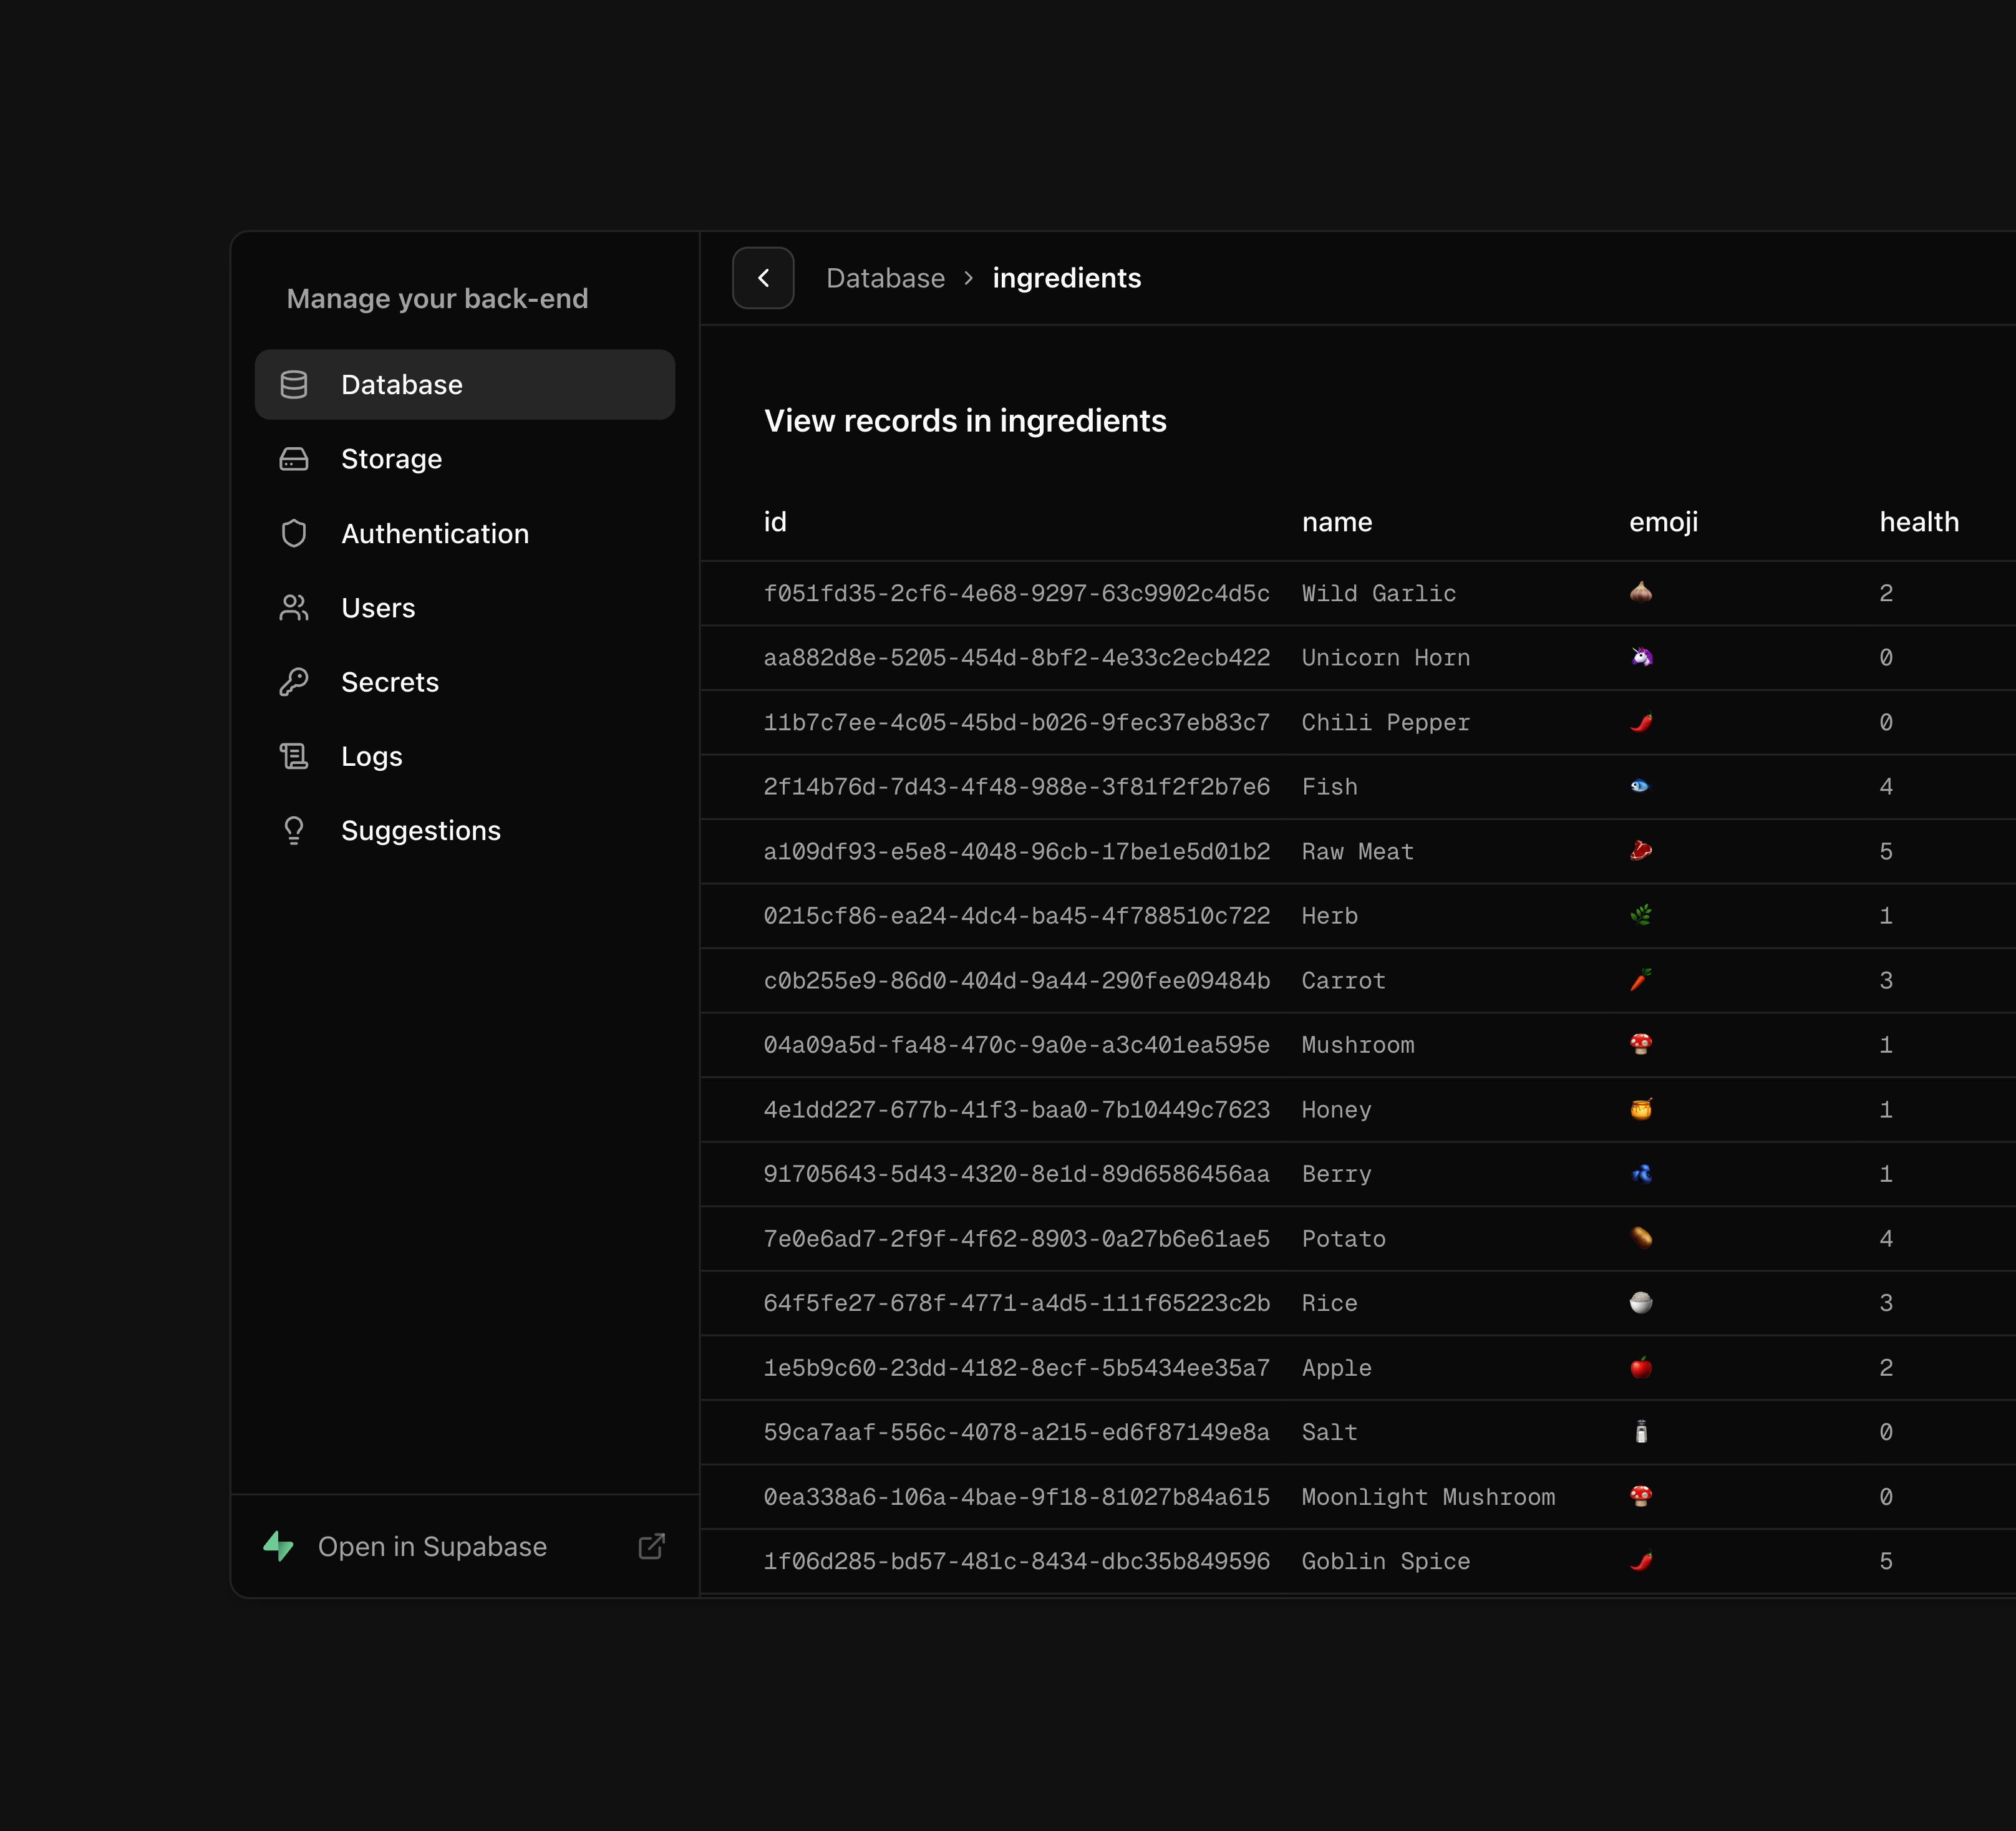 Manage your back-end
Database
Storage
Authentication
Users
Secrets
Logs
Suggestions
Open in Supabase
Database > ingredients
View records in ingredients
id name emoji health
f051fd35-2cf6-4e68-9297-63c9902c4d5c Wild Garlic 🧄 2
aa882d8e-5205-454d-8bf2-4e33c2ecb422 Unicorn Horn 🦄 0
11b7c7ee-4c05-45bd-b026-9fec37eb83c7 Chili Pepper 🌶️ 0
2f14b76d-7d43-4f48-988e-3f81f2f2b7e6 Fish 🐟 4
a109df93-e5e8-4048-96cb-17be1e5d01b2 Raw Meat 🥩 5
0215cf86-ea24-4dc4-ba45-4f788510c722 Herb 🌿 1
c0b255e9-86d0-404d-9a44-290fee09484b Carrot 🥕 3
04a09a5d-fa48-470c-9a0e-a3c401ea595e Mushroom 🍄 1
4e1dd227-677b-41f3-baa0-7b10449c7623 Honey 🍯 1
91705643-5d43-4320-8e1d-89d6586456aa Berry 🫐 1
7e0e6ad7-2f9f-4f62-8903-0a27b6e61ae5 Potato 🥔 4
64f5fe27-678f-4771-a4d5-111f65223c2b Rice 🍚 3
1e5b9c60-23dd-4182-8ecf-5b5434ee35a7 Apple 🍎 2
59ca7aaf-556c-4078-a215-ed6f87149e8a Salt 🧂 0
0ea338a6-106a-4bae-9f18-81027b84a615 Moonlight Mushroom 🍄 0
1f06d285-bd57-481c-8434-dbc35b849596 Goblin Spice 🌶️ 5